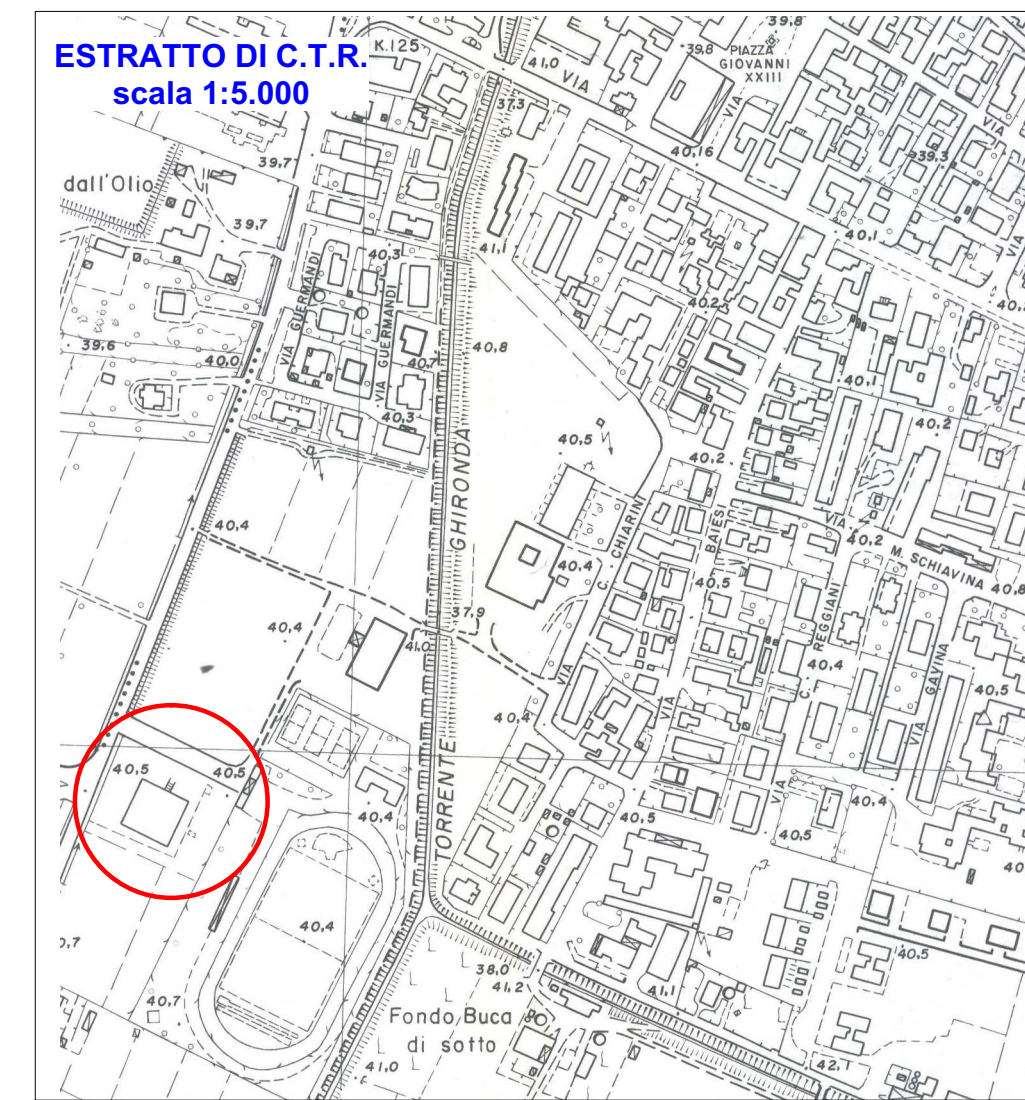 ESTRATTO DI C.T.R.
scala 1:5.000
K.125
41,0
VIA
39,8
PIAZZA
GIOVANNI
XXIII
39,8
VIA
VIA
37,3
40,16
39,3
39,7
dall'Olio
39,7
VIA
40,1
41,1
40,3
VIA GUERMANDI
VIA GUERMANDI
40,2
39,6
40,0
40,7
40,8
40,1
40,3
40,5
40,2
40,2
GHIRONDA
40,4
C. CHIARINI
BAIESI
VIA
40,2
M. SCHIAVINA
40,8
40,4
40,5
37,9
40,4
41,0
REGGIANI
40,4
GAVINA
40,5
VIA
40,4
VIA
C.
VIA
40,5
40,5
TORRENTE
40,4
40,5
VIA
40,4
40,5
40,4
40,5
38,0
41,2
41,1
40,7
Fondo Buca
di sotto
41,0
42,1